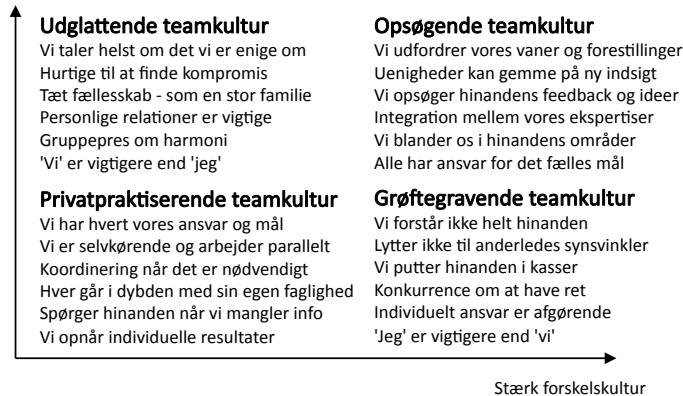 Udglattende teamkultur
Vi taler helst om det vi er enige om
Hurtige til at finde kompromis
Tæt fællesskab - som en stor familie
Personlige relationer er vigtige
Gruppepres om harmoni
'Vi' er vigtigere end 'jeg'
Opsøgende teamkultur
Vi udfordrer vores vaner og forestillinger
Uenigheder kan gemme på ny indsigt
Vi opsøger hinandens feedback og ideer
Integration mellem vores ekspertiser
Vi blander os i hinandens områder
Alle har ansvar for det fælles mål
Privatpraktiserende teamkultur
Vi har hvert vores ansvar og mål
Vi er selvkørende og arbejder parallelt
Koordinering når det er nødvendigt
Hver går i dybden med sin egen faglighed
Spørger hinanden når vi mangler info
Vi opnår individuelle resultater
Grøftegravende teamkultur
Vi forstår ikke helt hinanden
Lytter ikke til anderledes synsvinkler
Vi putter hinanden i kasser
Konkurrence om at have ret
Individuelt ansvar er afgørende
'Jeg' er vigtigere end 'vi'
Stærk forskelskultur